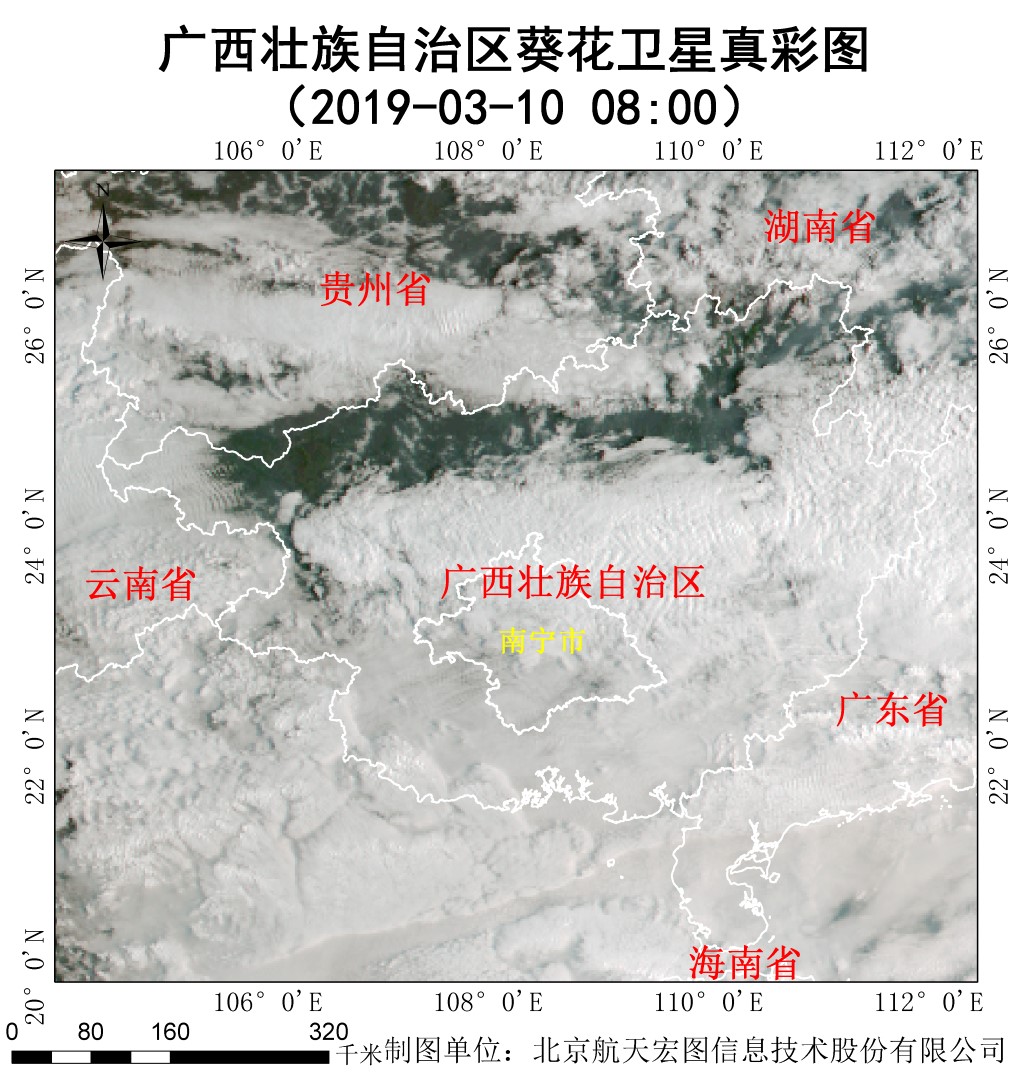 广西壮族自治区葵花卫星真彩图
（2019-03-10 08:00）
106° 0'E 108° 0'E 110° 0'E 112° 0'E
N
湖南省
贵州省
26° 0'N
26° 0'N
24° 0'N
24° 0'N
云南省
广西壮族自治区
南宁市
广东省
22° 0'N
22° 0'N
海南省
20° 0'N
106° 0'E 108° 0'E 110° 0'E 112° 0'E
0 80 160 320
千米 制图单位：北京航天宏图信息技术股份有限公司